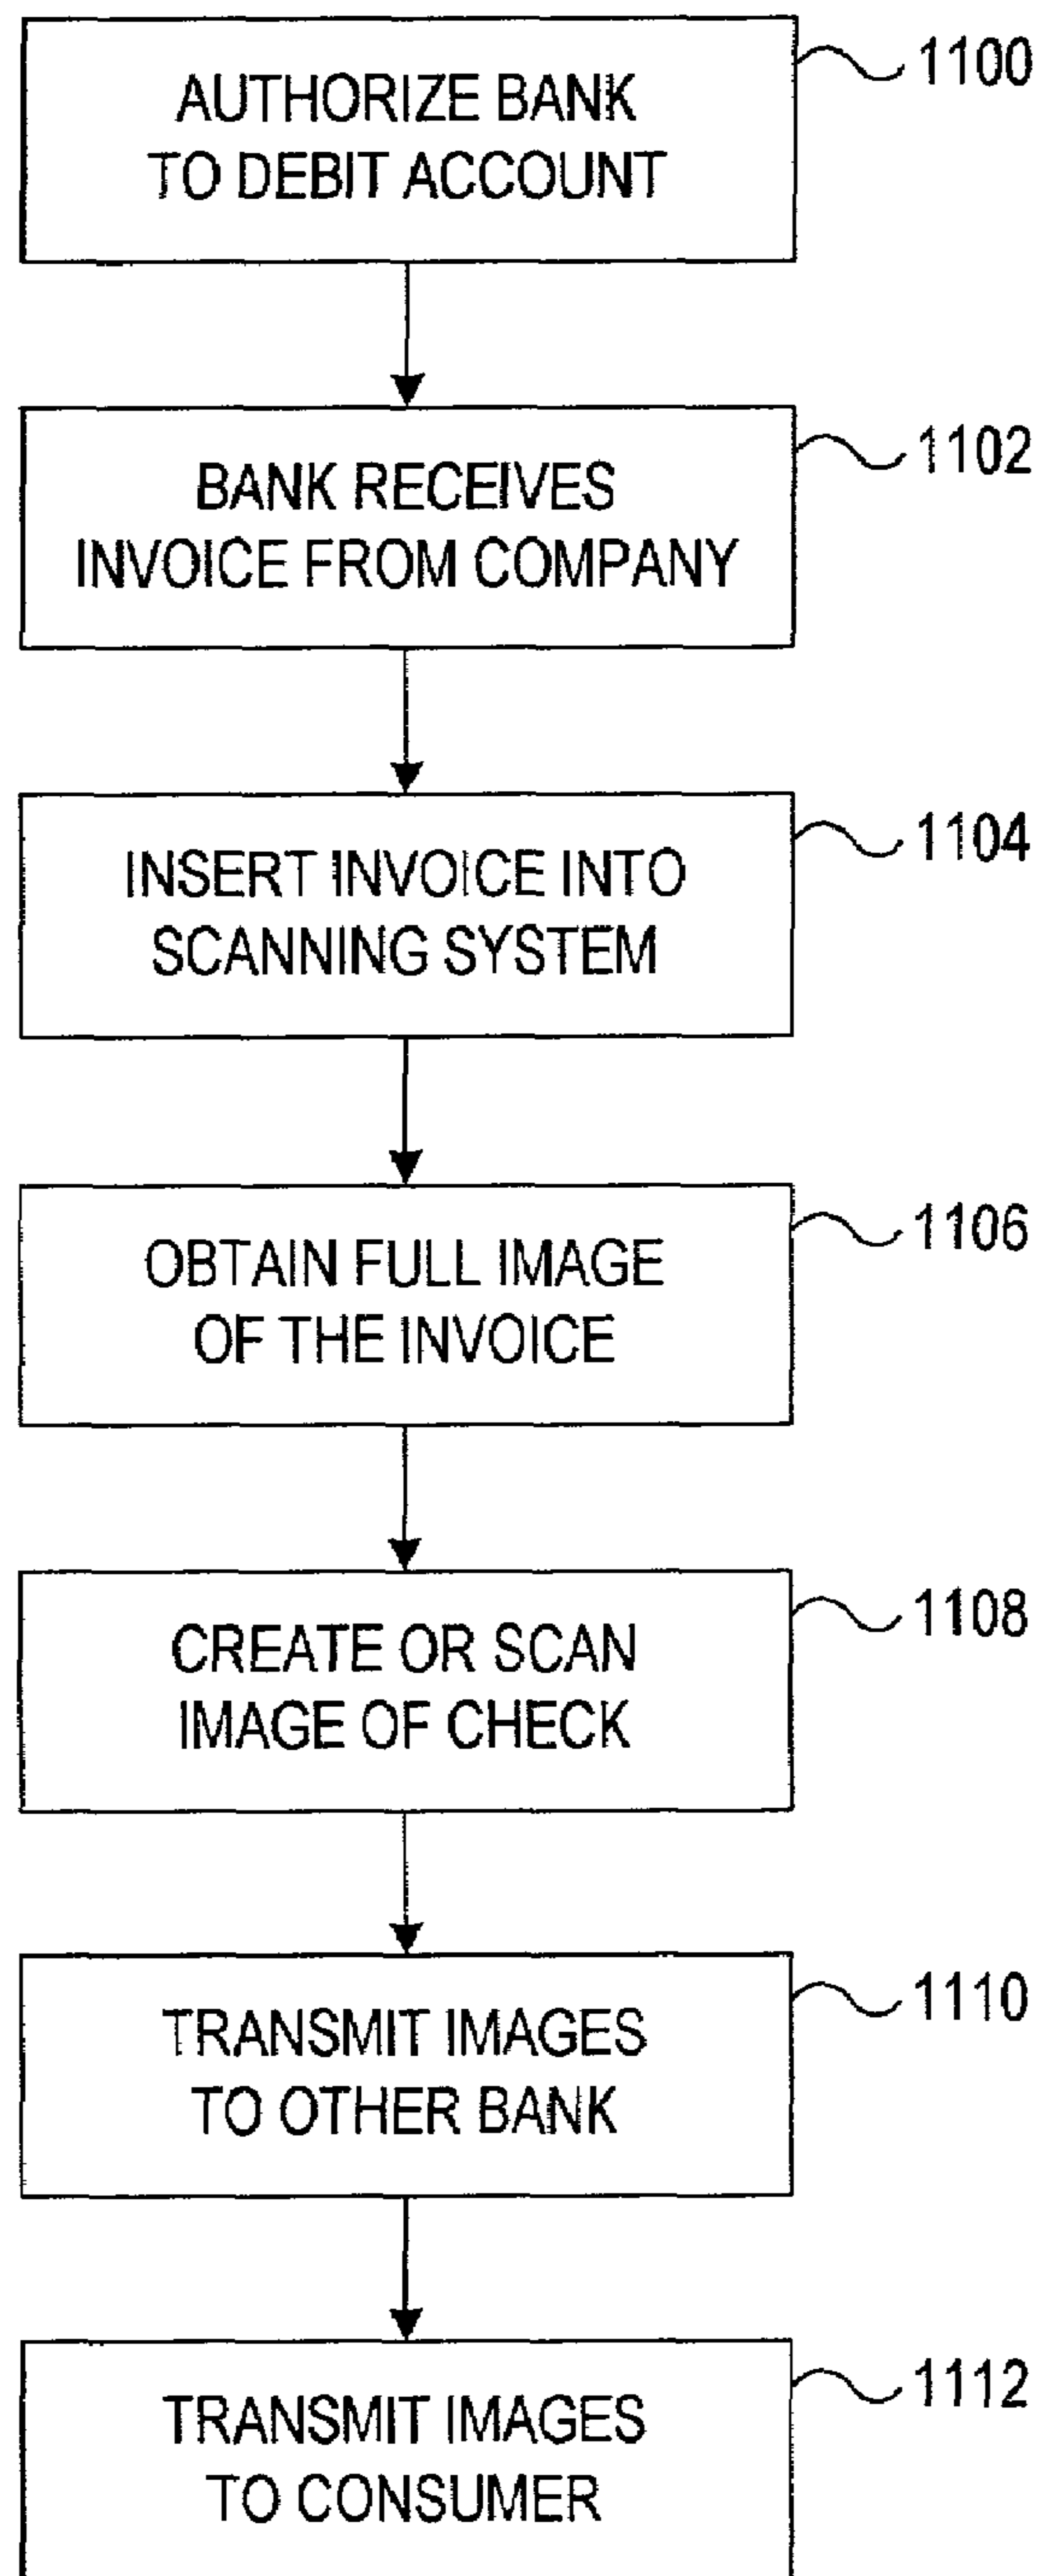 AUTHORIZE BANK
TO DEBIT ACCOUNT
1100
BANK RECEIVES
INVOICE FROM COMPANY
1102
INSERT INVOICE INTO
SCANNING SYSTEM
1104
OBTAIN FULL IMAGE
OF THE INVOICE
1106
CREATE OR SCAN
IMAGE OF CHECK
1108
TRANSMIT IMAGES
TO OTHER BANK
1110
TRANSMIT IMAGES
TO CONSUMER
1112